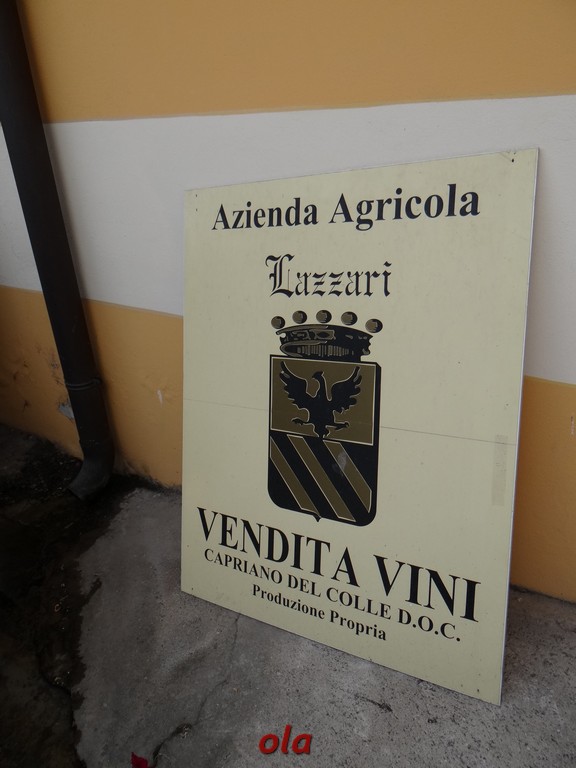 Azienda Agricola
Lazzari
VENDITA VINI
CAPRIANO DEL COLLE D.O.C.
Produzione Propria
ola